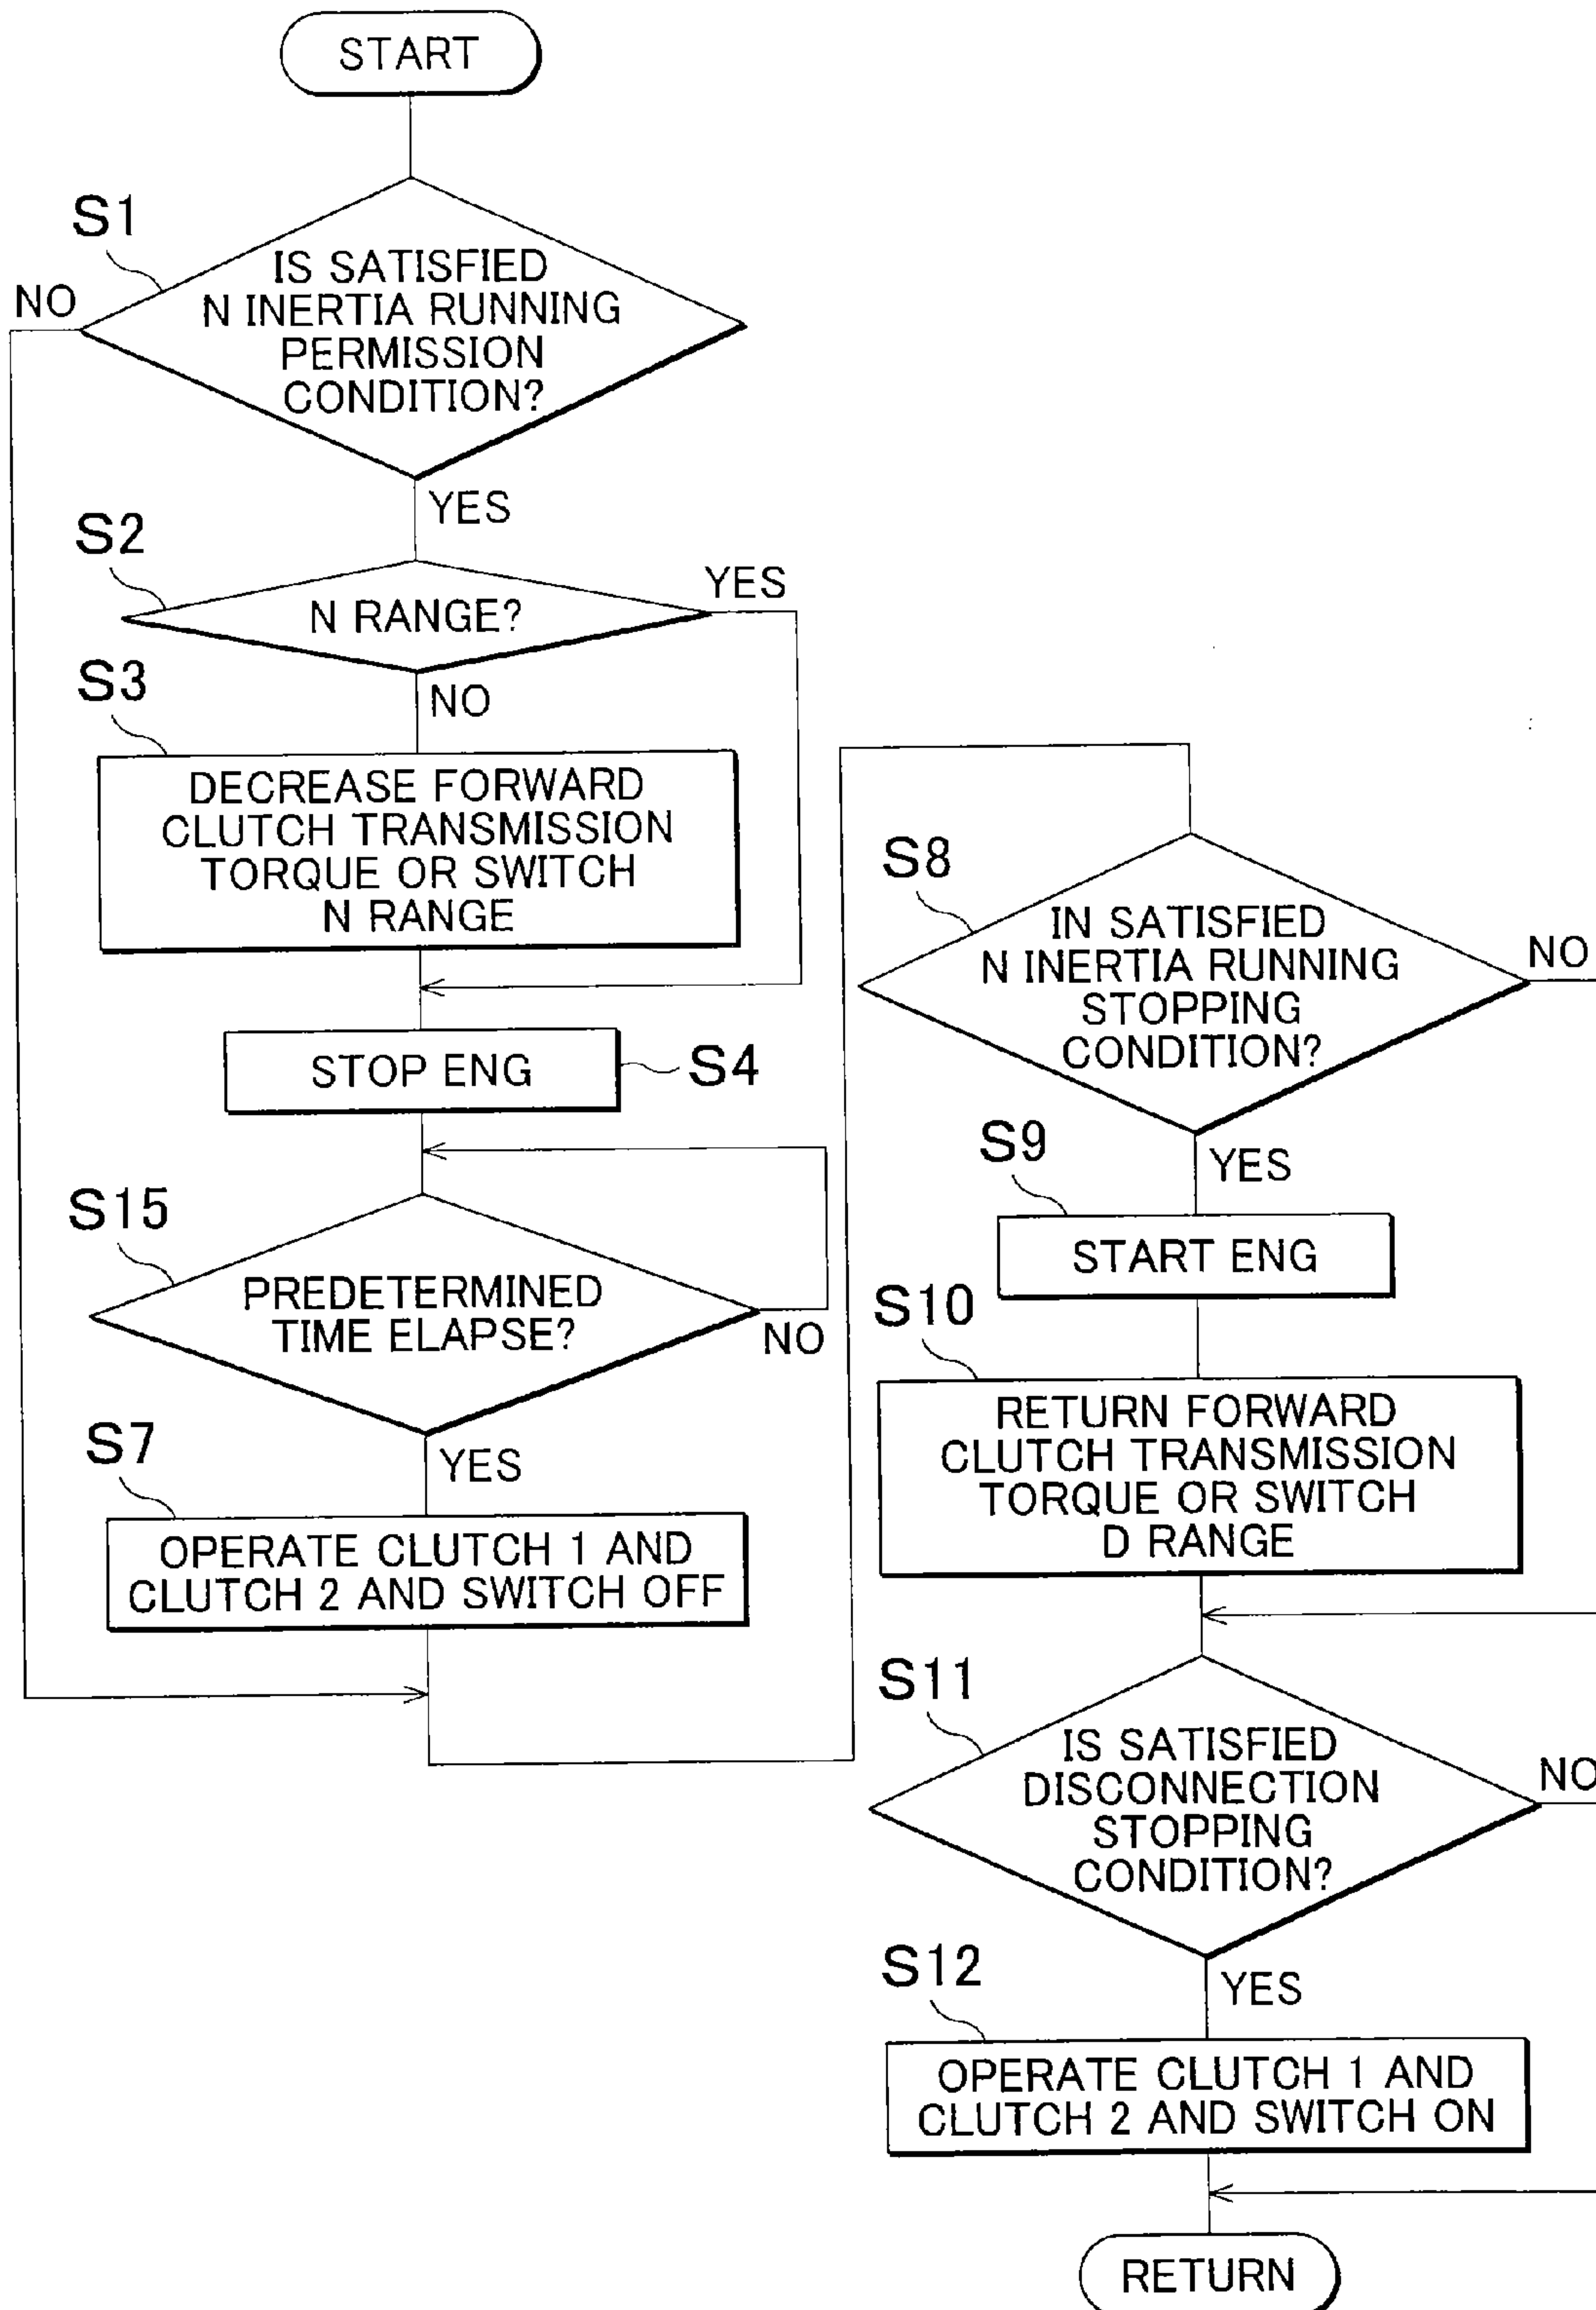 START
S1
NO
IS SATISFIED
N INERTIA RUNNING
PERMISSION
CONDITION?
YES
S2
N RANGE?
YES
S3
NO
DECREASE FORWARD
CLUTCH TRANSMISSION
TORQUE OR SWITCH
N RANGE
STOP ENG
S4
S15
PREDETERMINED
TIME ELAPSE?
NO
S7
YES
OPERATE CLUTCH 1 AND
CLUTCH 2 AND SWITCH OFF
S8
IN SATISFIED
N INERTIA RUNNING
STOPPING
CONDITION?
NO
S9
YES
START ENG
S10
RETURN FORWARD
CLUTCH TRANSMISSION
TORQUE OR SWITCH
D RANGE
S11
IS SATISFIED
DISCONNECTION
STOPPING
CONDITION?
NO
S12
YES
OPERATE CLUTCH 1 AND
CLUTCH 2 AND SWITCH ON
RETURN